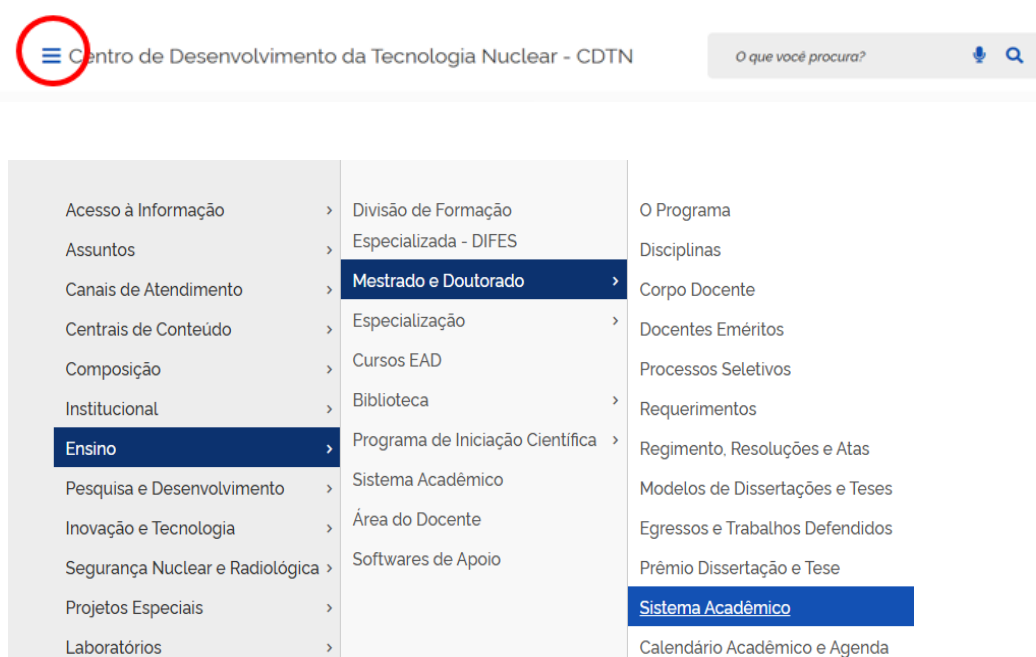 Centro de Desenvolvimento da Tecnologia Nuclear - CDTN
O que você procura?
Acesso à Informação
Assuntos
Canais de Atendimento
Centrais de Conteúdo
Composição
Institucional
Ensino
Pesquisa e Desenvolvimento
Inovação e Tecnologia
Segurança Nuclear e Radiológica
Projetos Especiais
Laboratórios
Divisão de Formação
Especializada - DIFES
Mestrado e Doutorado
Especialização
Cursos EAD
Biblioteca
Programa de Iniciação Científica
Sistema Acadêmico
Área do Docente
Softwares de Apoio
O Programa
Disciplinas
Corpo Docente
Docentes Eméritos
Processos Seletivos
Requerimentos
Regimento, Resoluções e Atas
Modelos de Dissertações e Teses
Egressos e Trabalhos Defendidos
Prêmio Dissertação e Tese
Sistema Acadêmico
Calendário Acadêmico e Agenda